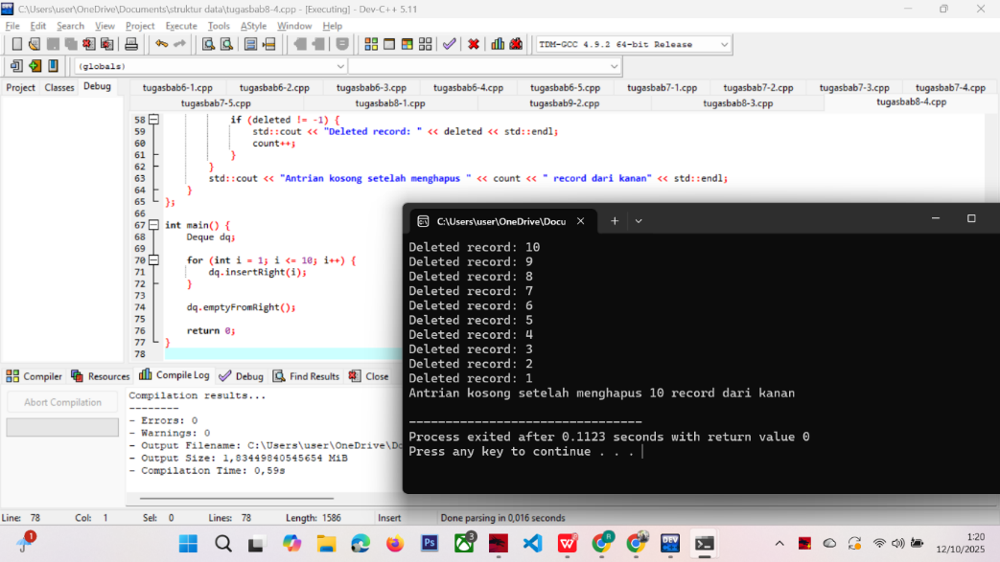 C:\Users\user\OneDrive\Documents\struktur data\tugasbab8-4.cpp - [Executing] - Dev-C++ 5.11
File Edit Search View Project Execute Tools AStyle Window Help
TDM-GCC 4.9.2 64-bit Release
(globals)
Project Classes Debug
tugasbab6-1.cpp tugasbab6-2.cpp tugasbab6-3.cpp tugasbab6-4.cpp tugasbab6-5.cpp tugasbab7-1.cpp tugasbab7-2.cpp tugasbab7-3.cpp tugasbab7-4.cpp
tugasbab7-5.cpp tugasbab8-1.cpp tugasbab9-2.cpp tugasbab8-3.cpp tugasbab8-4.cpp
58 if (deleted != -1) {
59 std::cout << "Deleted record: " << deleted << std::endl;
60 count++;
61 }
62 }
63 std::cout << "Antrian kosong setelah menghapus " << count << " record dari kanan" << std::endl;
64 }
65 };
66
67 int main() {
68 Deque dq;
69
70 for (int i = 1; i <= 10; i++) {
71 dq.insertRight(i);
72 }
73
74 dq.emptyFromRight();
75
76 return 0;
77 }
78
C:\Users\user\OneDrive\Docu
Deleted record: 10
Deleted record: 9
Deleted record: 8
Deleted record: 7
Deleted record: 6
Deleted record: 5
Deleted record: 4
Deleted record: 3
Deleted record: 2
Deleted record: 1
Antrian kosong setelah menghapus 10 record dari kanan
--------------------------------
Process exited after 0.1123 seconds with return value 0
Press any key to continue . . .
Compiler Resources Compile Log Debug Find Results Close
Abort Compilation
Compilation results...
--------
- Errors: 0
- Warnings: 0
- Output Filename: C:\Users\user\OneDrive\Do
- Output Size: 1,83449840545654 MiB
- Compilation Time: 0,59s
Line: 78 Col: 1 Sel: 0 Lines: 78 Length: 1586 Insert Done parsing in 0,016 seconds
1
Ps
3
W
R
DEV
1:20
12/10/2025